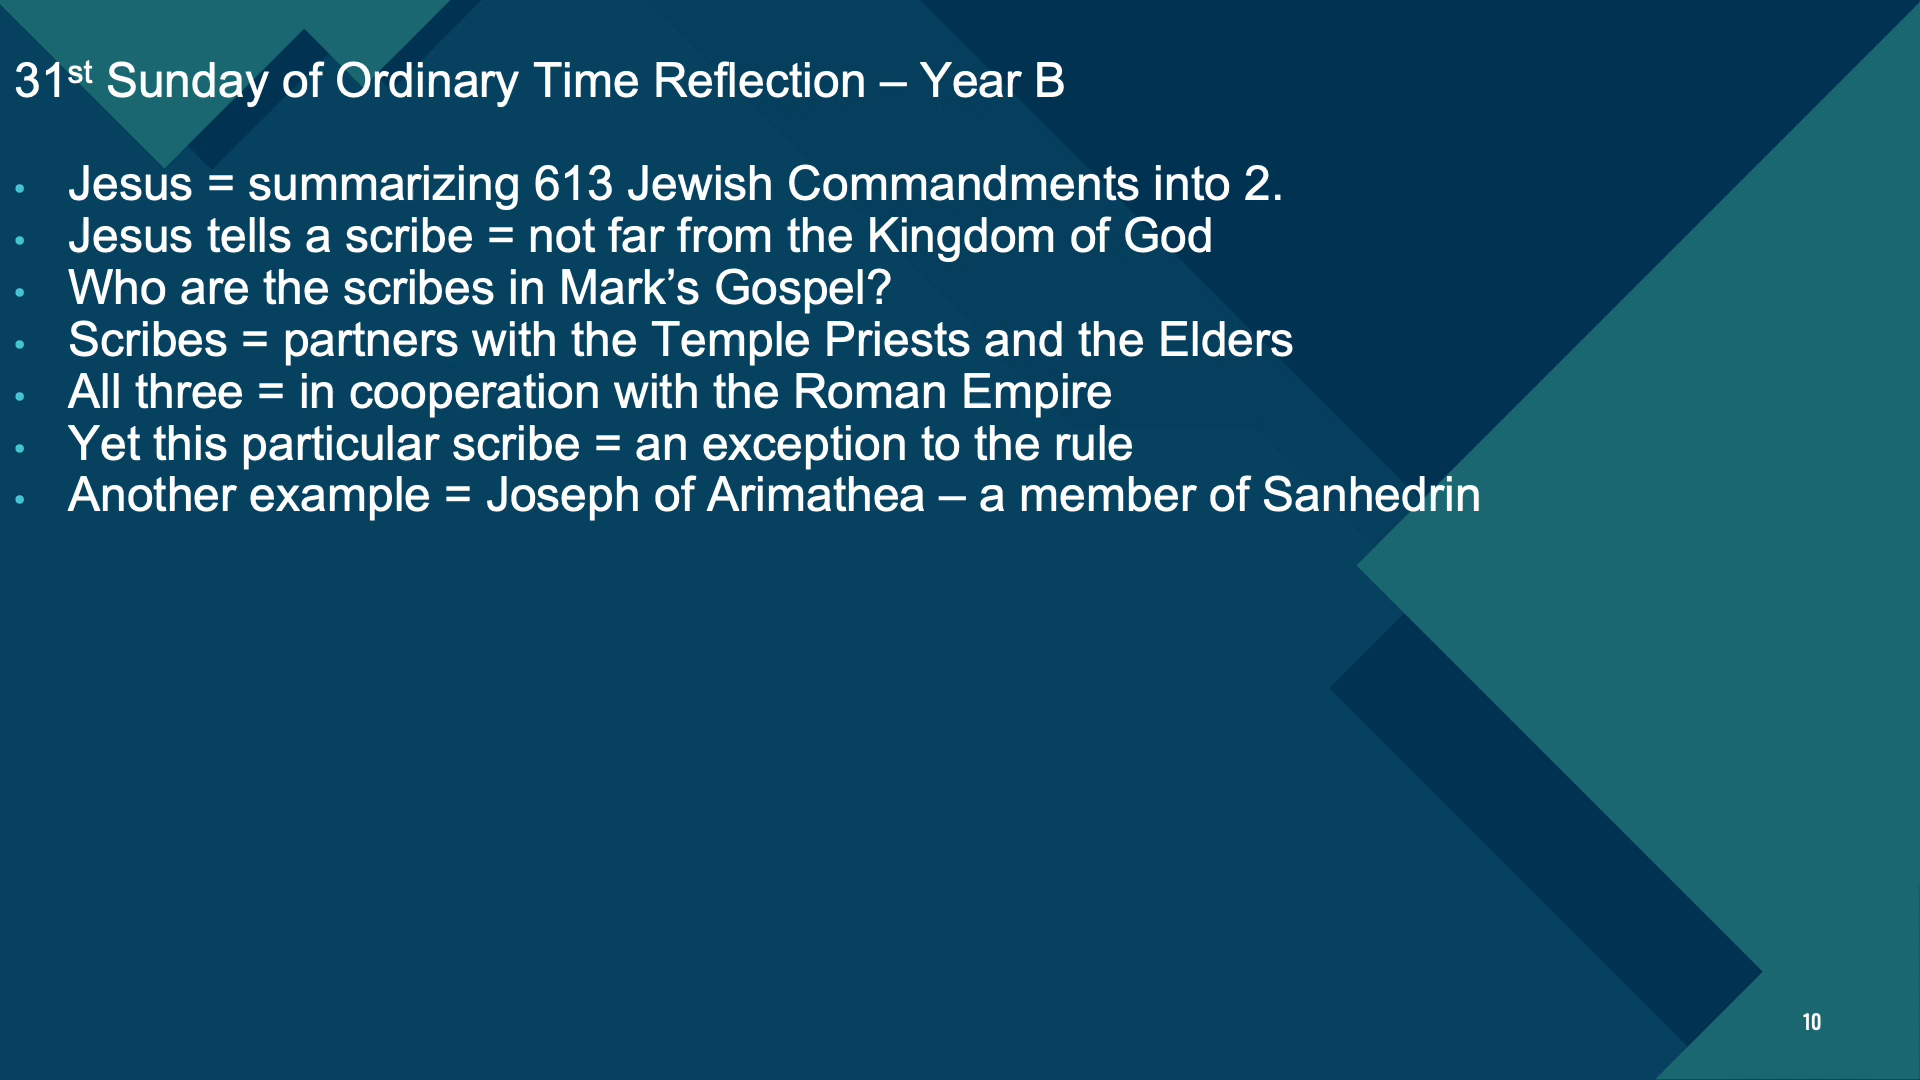 31st Sunday of Ordinary Time Reflection – Year B
• Jesus = summarizing 613 Jewish Commandments into 2.
• Jesus tells a scribe = not far from the Kingdom of God
• Who are the scribes in Mark’s Gospel?
• Scribes = partners with the Temple Priests and the Elders
• All three = in cooperation with the Roman Empire
• Yet this particular scribe = an exception to the rule
• Another example = Joseph of Arimathea – a member of Sanhedrin
10